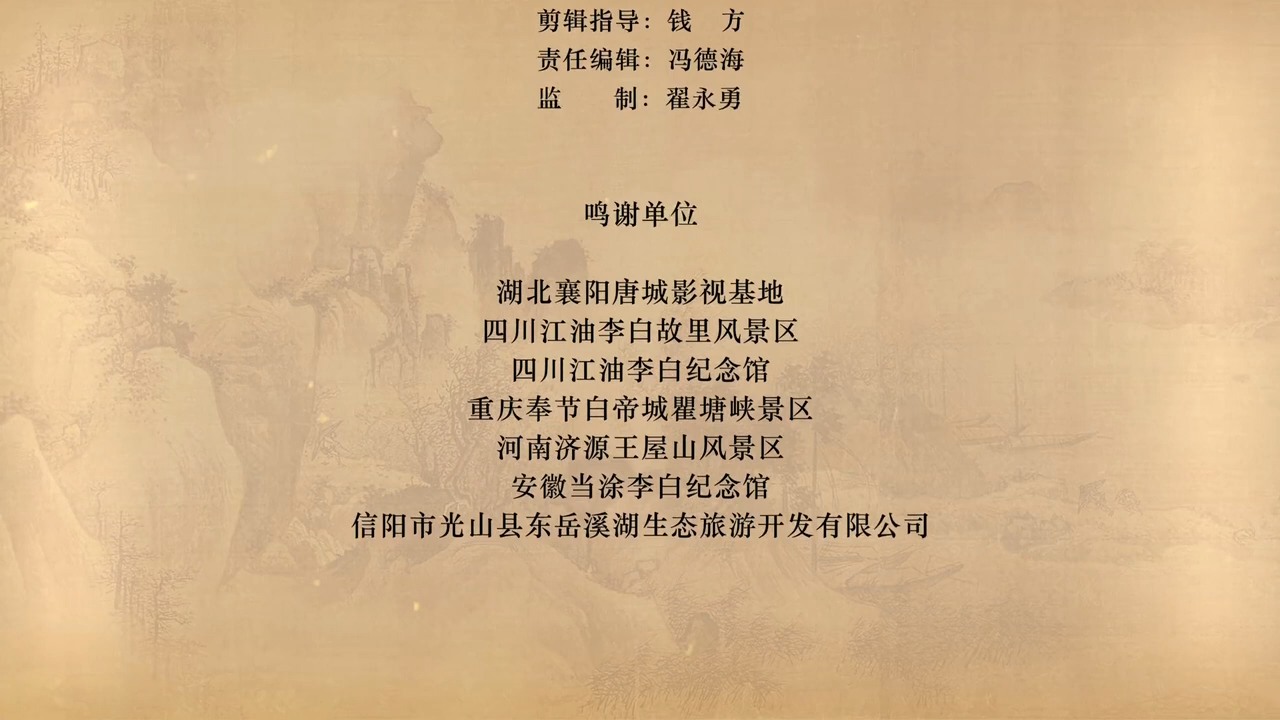 剪辑指导：钱　方
责任编辑：冯德海
监　　制：翟永勇
鸣谢单位
湖北襄阳唐城影视基地
四川江油李白故里风景区
四川江油李白纪念馆
重庆奉节白帝城瞿塘峡景区
河南济源王屋山风景区
安徽当涂李白纪念馆
信阳市光山县东岳溪湖生态旅游开发有限公司